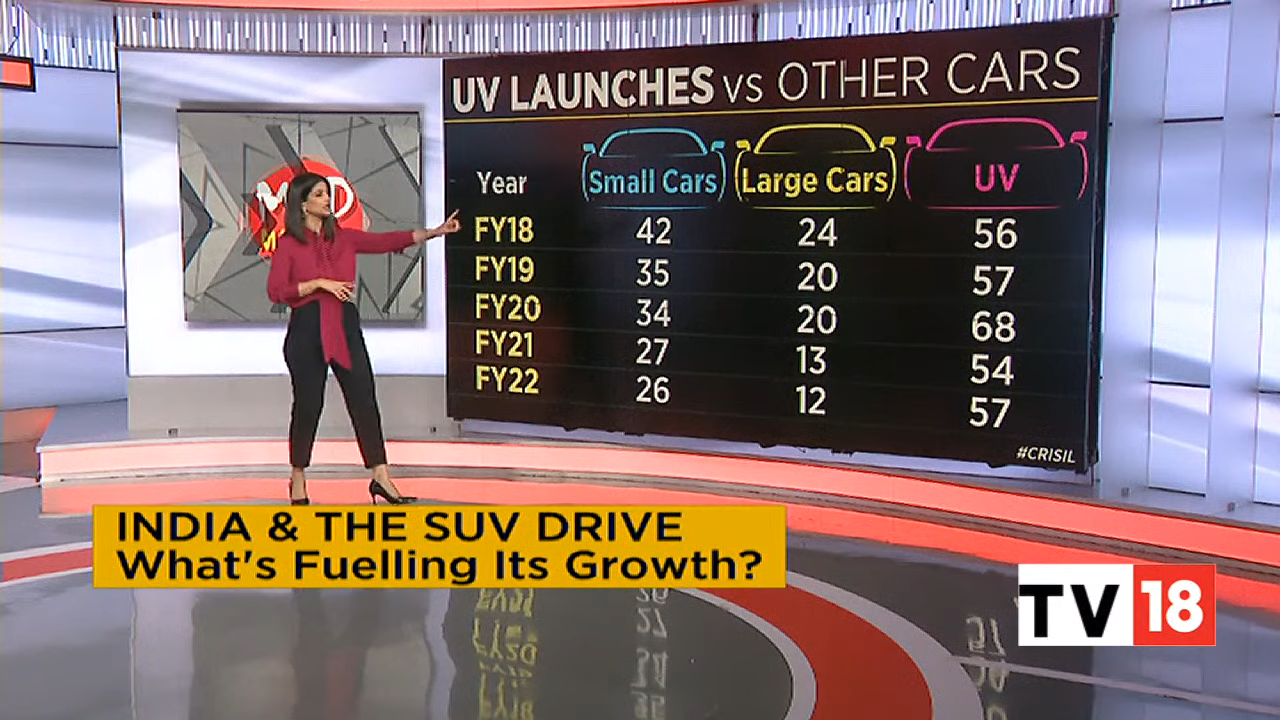 UV LAUNCHES vs OTHER CARS
Year Small Cars Large Cars UV
FY18 42 24 56
FY19 35 20 57
FY20 34 20 68
FY21 27 13 54
FY22 26 12 57
#CRISIL
INDIA & THE SUV DRIVE
What's Fuelling Its Growth?
TV18